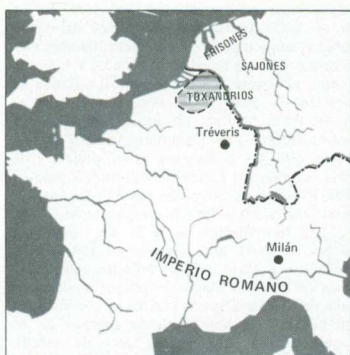 FRISONES
SAJONES
TOXANDRIOS
Tréveris
Milán
IMPERIO ROMANO